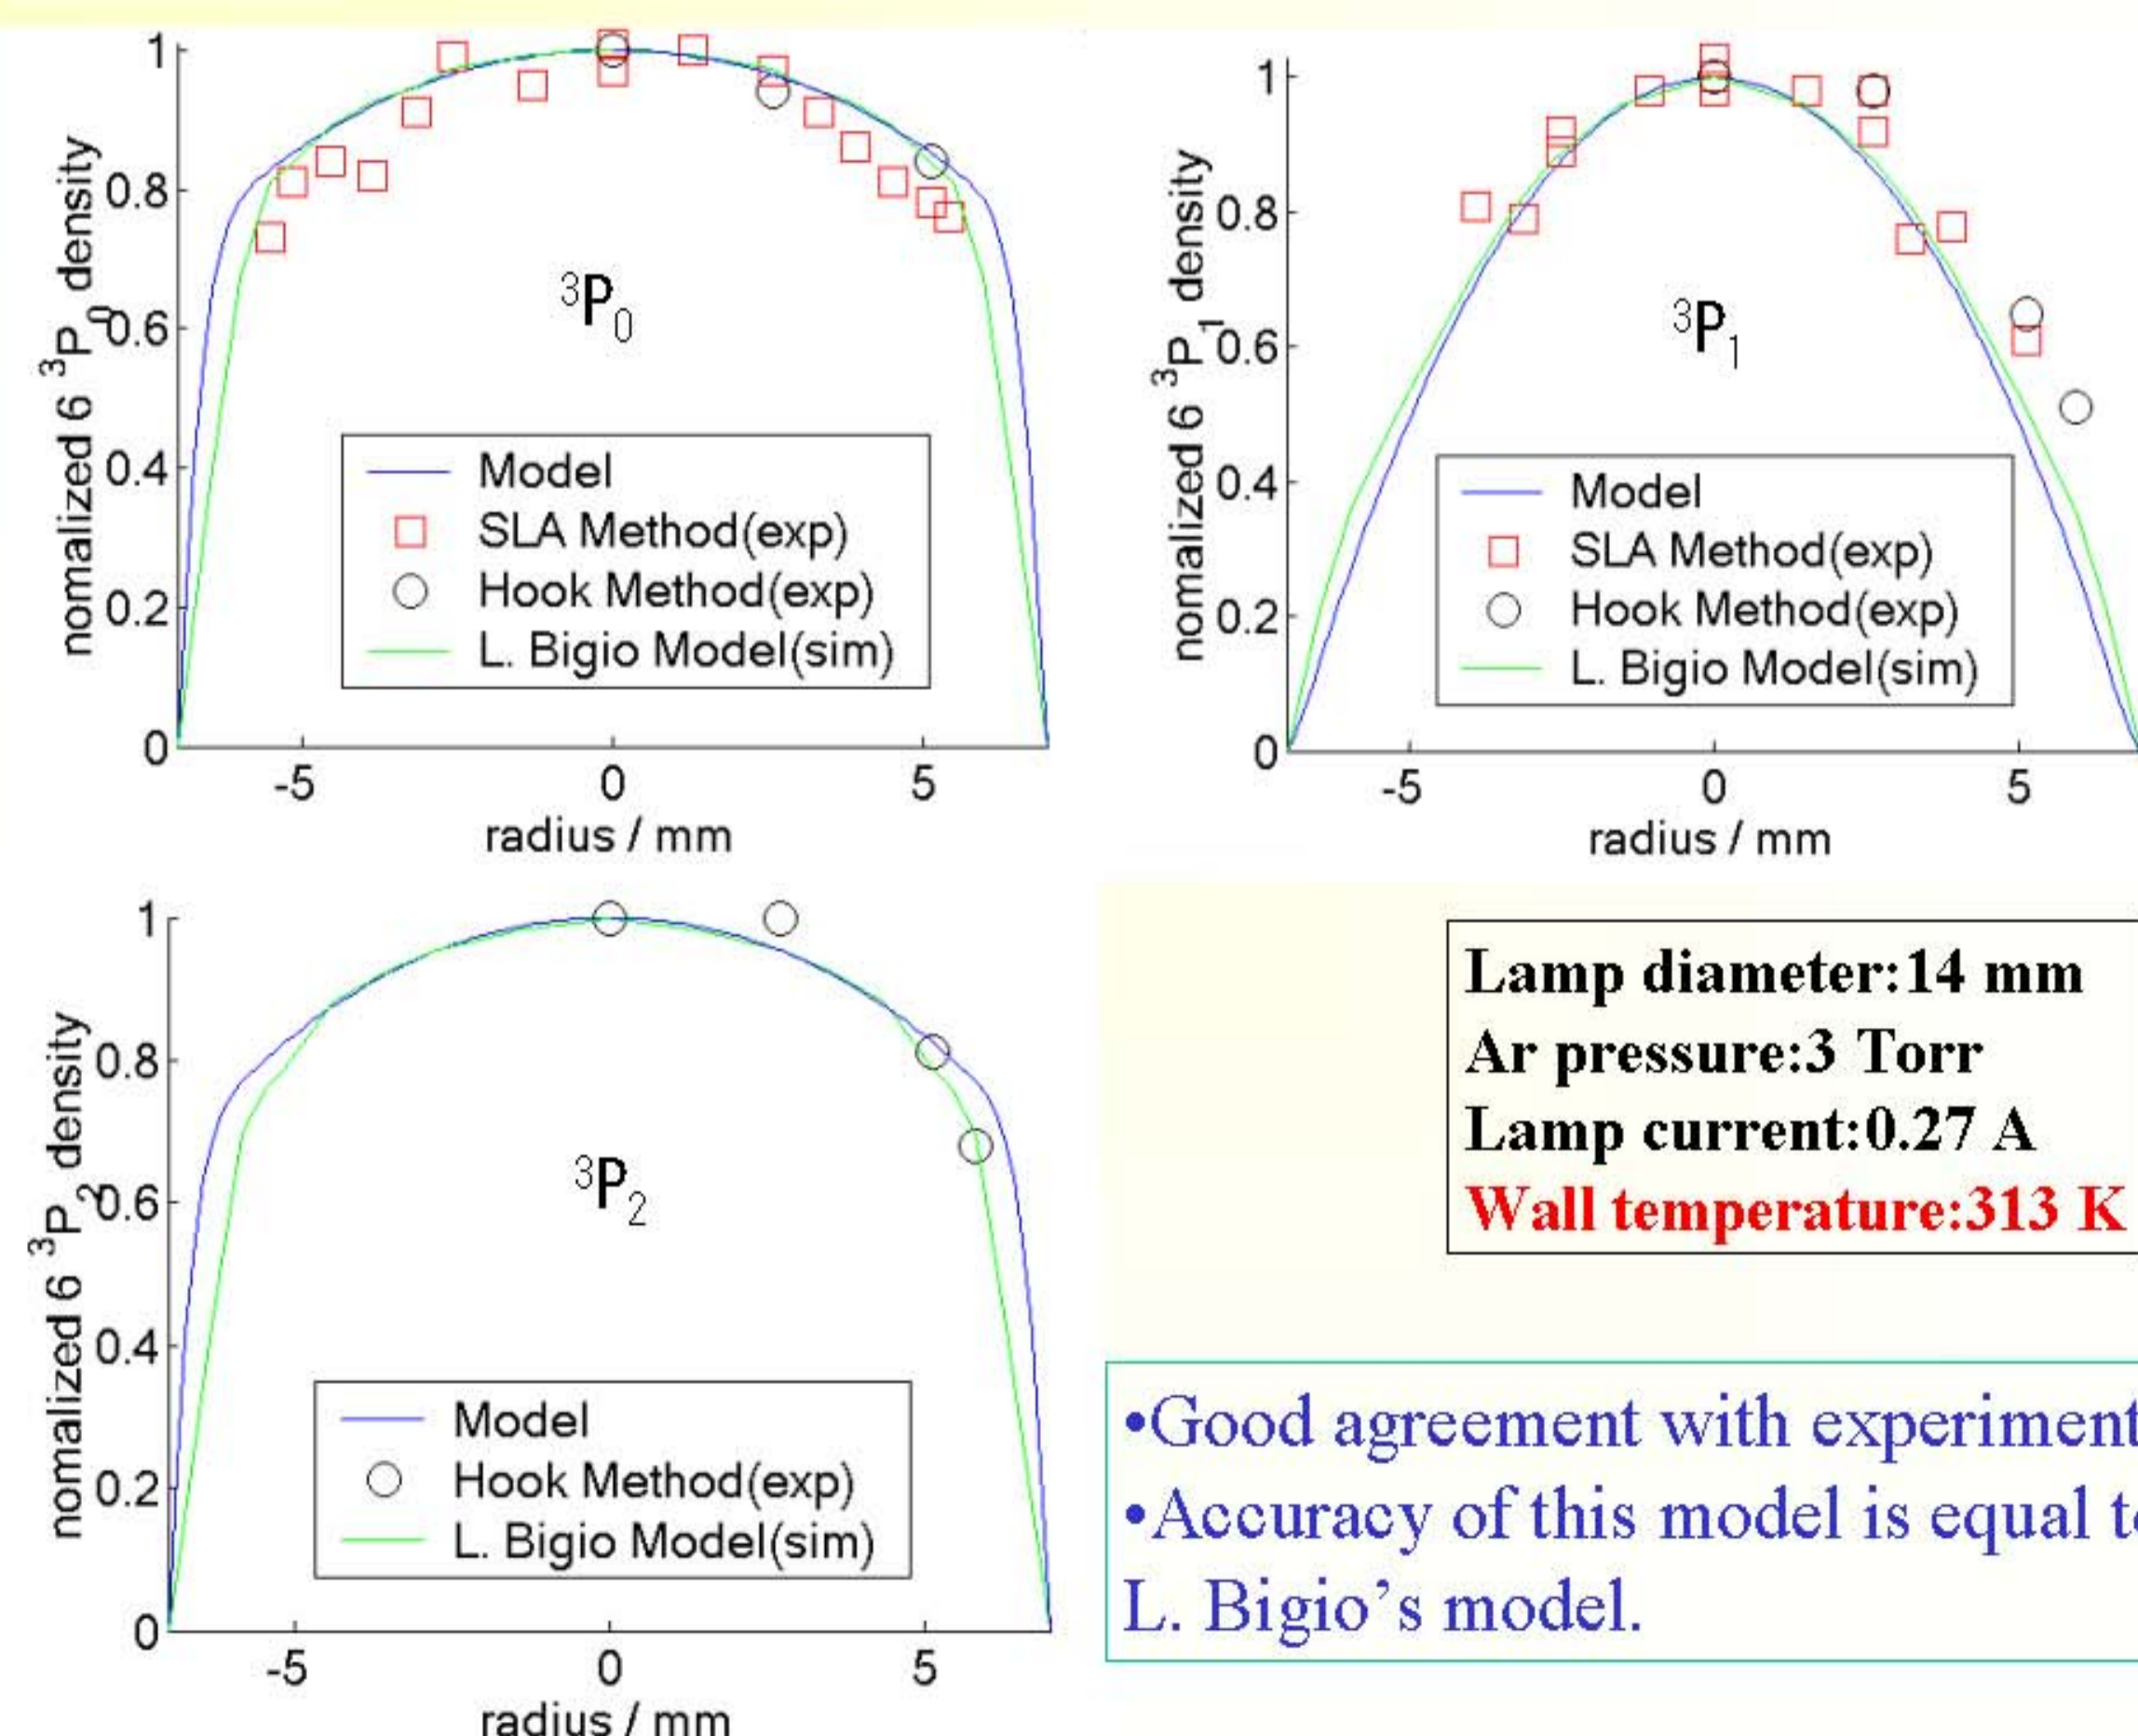 nomalized 6 ³P₀ density
1
0.8
0.6
0.4
0.2
0
-5 0 5
radius / mm
³P₀
Model
SLA Method(exp)
Hook Method(exp)
L. Bigio Model(sim)
nomalized 6 ³P₁ density
1
0.8
0.6
0.4
0.2
0
-5 0 5
radius / mm
³P₁
Model
SLA Method(exp)
Hook Method(exp)
L. Bigio Model(sim)
nomalized 6 ³P₂ density
1
0.8
0.6
0.4
0.2
0
-5 0 5
radius / mm
³P₂
Model
Hook Method(exp)
L. Bigio Model(sim)
Lamp diameter:14 mm
Ar pressure:3 Torr
Lamp current:0.27 A
Wall temperature:313 K
•Good agreement with experiment
•Accuracy of this model is equal
L. Bigio’s model.